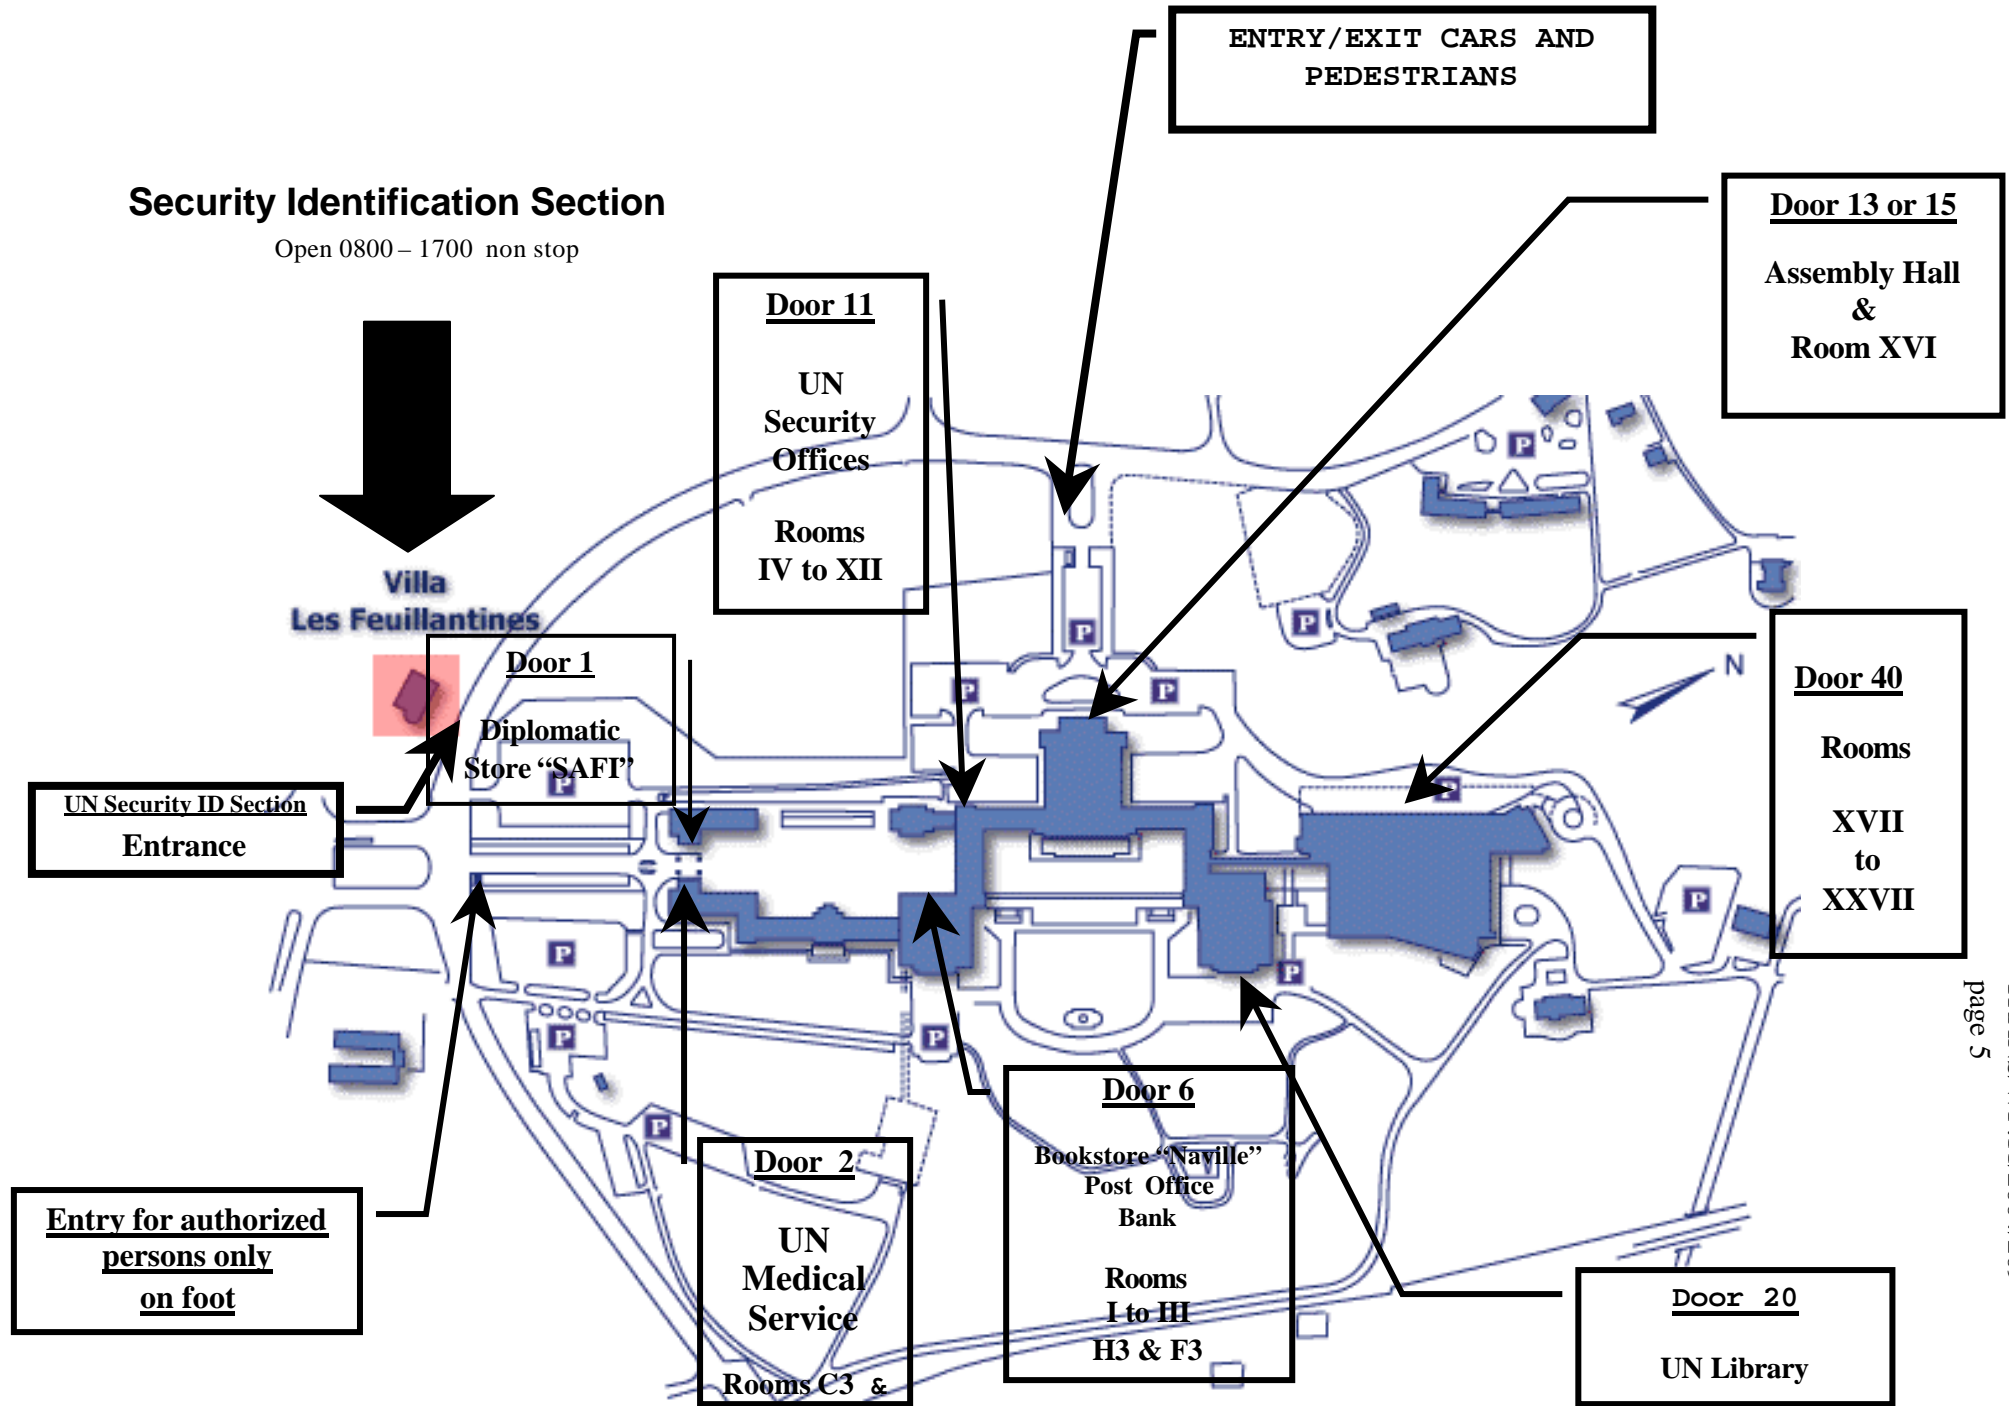 ENTRY/EXIT CARS AND
PEDESTRIANS
Security Identification Section
Open 0800 – 1700 non stop
Door 13 or 15
Assembly Hall
&
Room XVI
Door 11
UN
Security
Offices
Rooms
IV to XII
Villa
Les Feuillantines
Door 1
Diplomatic
Store “SAFI”
UN Security ID Section
Entrance
Door 40
Rooms
XVII
to
XXVII
N
P
P
P
P
P
P
P
P
P
P
P
P
P
page 5
Door 6
Bookstore “Naville”
Post Office
Bank
Rooms
I to III
H3 & F3
Door 2
UN
Medical
Service
Rooms C3 &
Entry for authorized
persons only
on foot
Door 20
UN Library